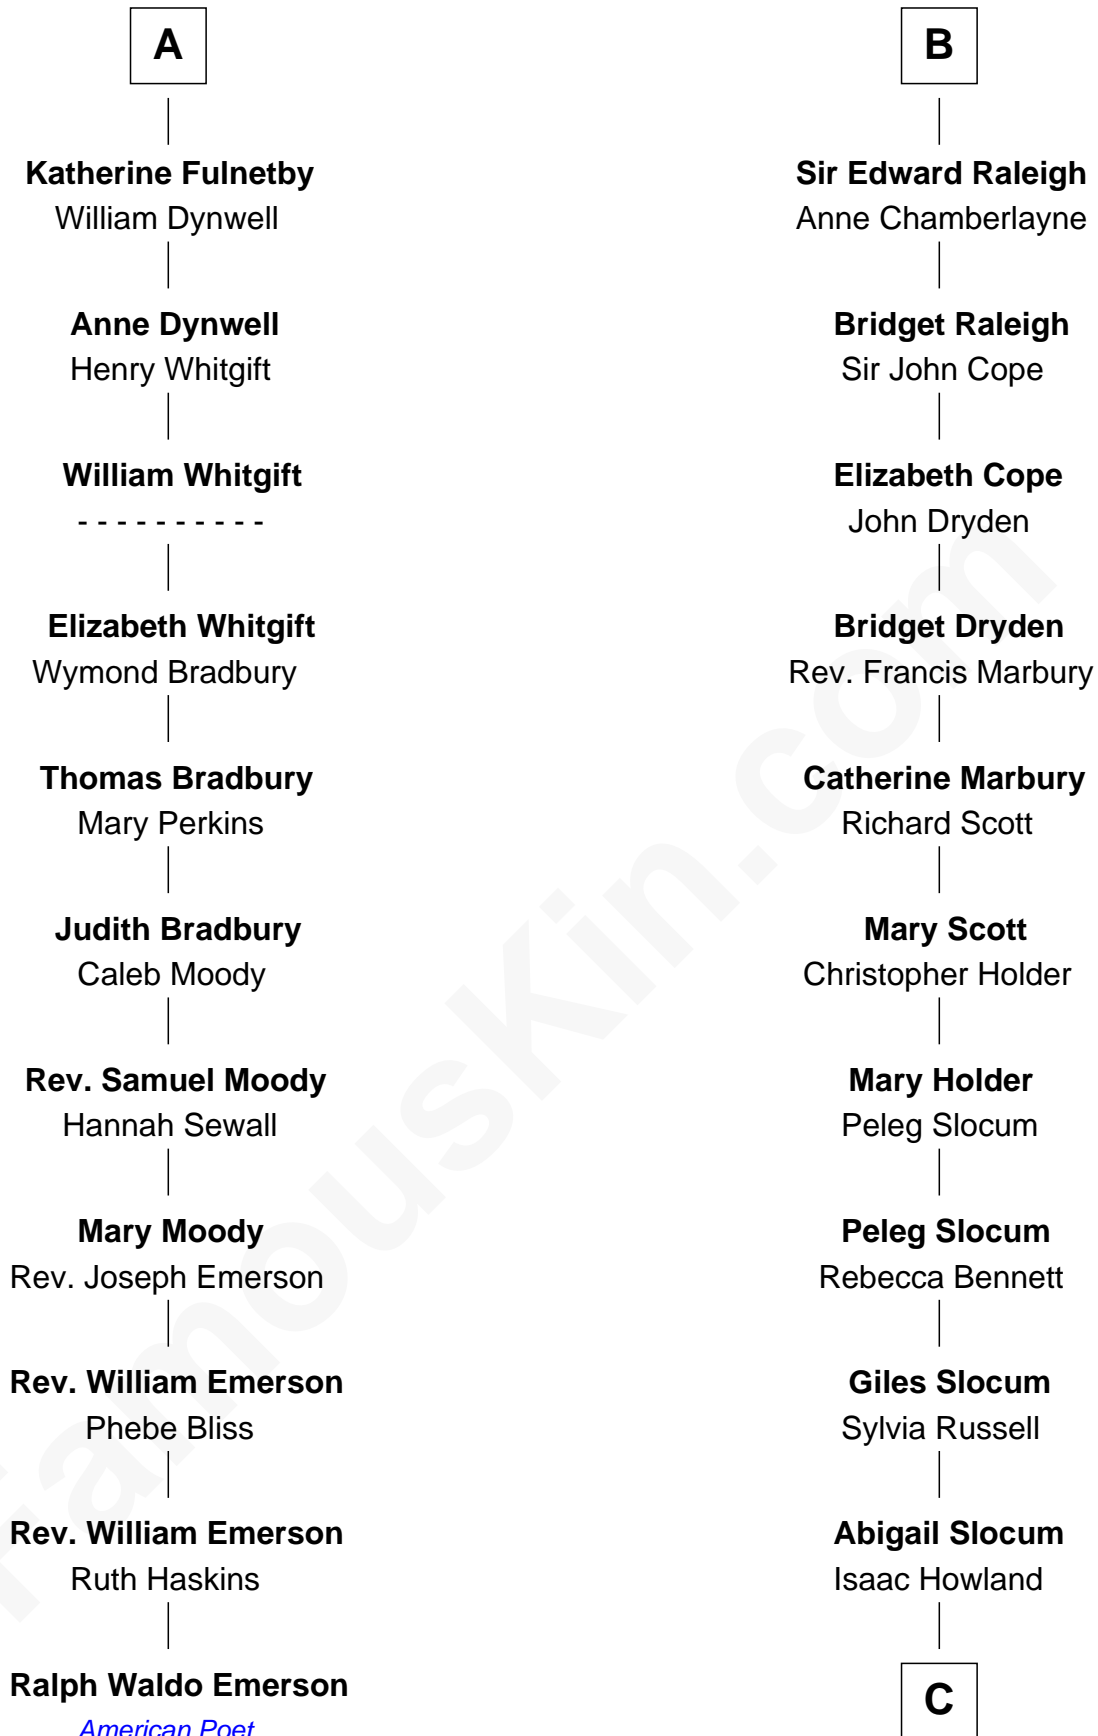 A
Katherine Fulnetby
William Dynwell
Anne Dynwell
Henry Whitgift
William Whitgift
- - - - - - - - - -
Elizabeth Whitgift
Wymond Bradbury
Thomas Bradbury
Mary Perkins
Judith Bradbury
Caleb Moody
Rev. Samuel Moody
Hannah Sewall
Mary Moody
Rev. Joseph Emerson
Rev. William Emerson
Phebe Bliss
Rev. William Emerson
Ruth Haskins
Ralph Waldo Emerson
American Poet
B
Sir Edward Raleigh
Anne Chamberlayne
Bridget Raleigh
Sir John Cope
Elizabeth Cope
John Dryden
Bridget Dryden
Rev. Francis Marbury
Catherine Marbury
Richard Scott
Mary Scott
Christopher Holder
Mary Holder
Peleg Slocum
Peleg Slocum
Rebecca Bennett
Giles Slocum
Sylvia Russell
Abigail Slocum
Isaac Howland
C
FamousKin.com